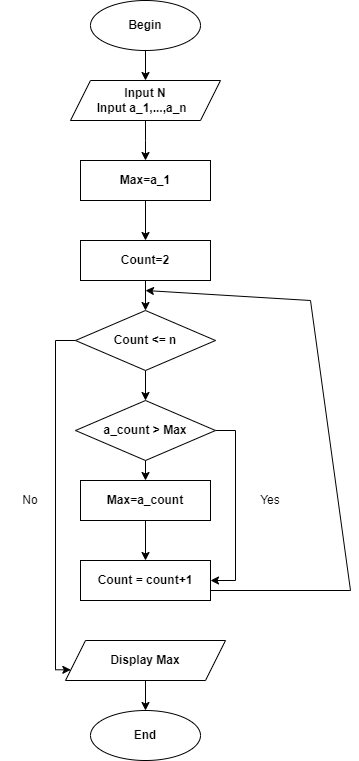 Begin
Input N
Input a_1,...,a_n
Max=a_1
Count=2
Count <= n
a_count > Max
Max=a_count
No
Yes
Count = count+1
Display Max
End